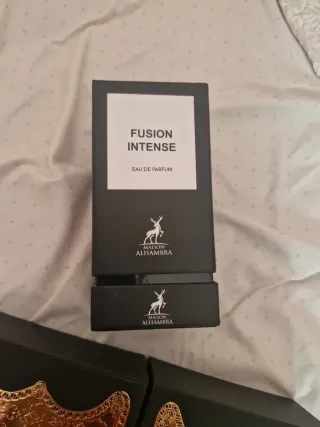 FUSION
INTENSE
EAU DE PARFUM
MAISON
ALHAMBRA
MAISON
ALHAMBRA